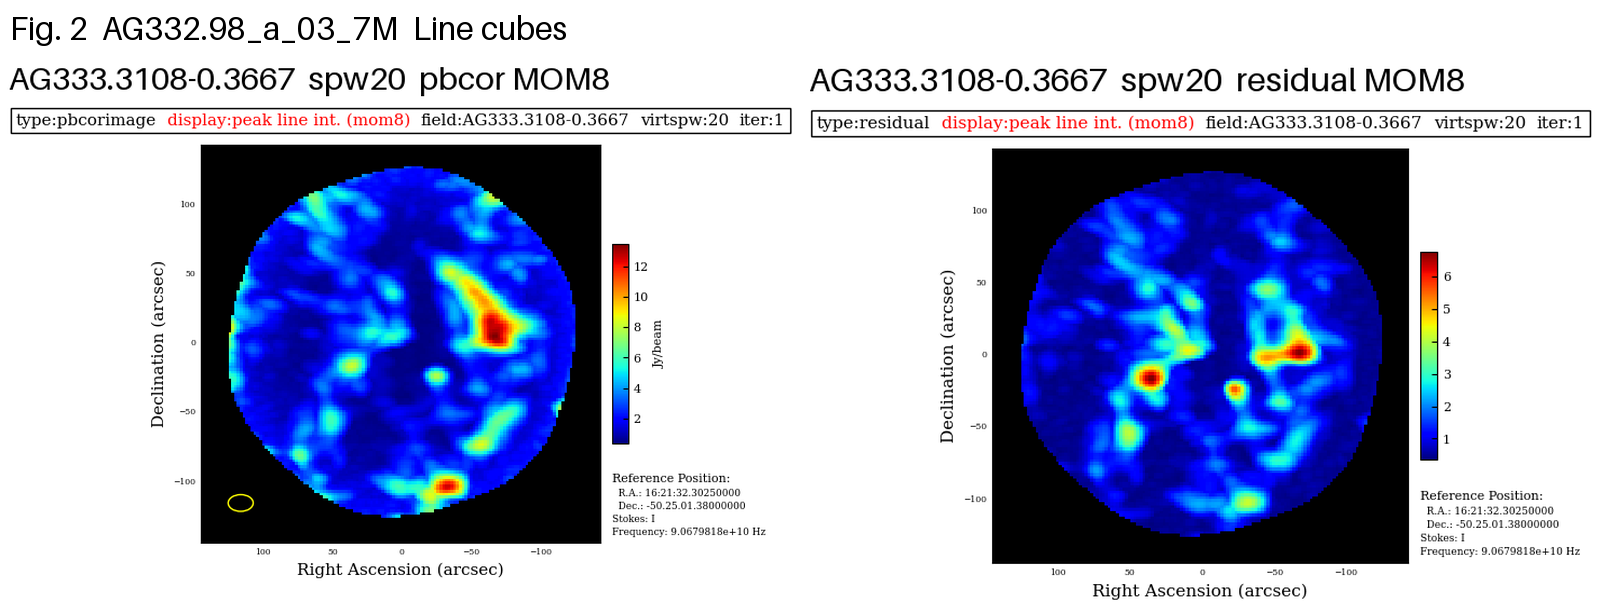 Fig. 2 AG332.98_a_03_7M Line cubes
AG333.3108-0.3667 spw20 pbcor MOM8
type:pbcorimage display:peak line int. (mom8) field:AG333.3108-0.3667 virtspw:20 iter:1
100
50
0
−50
−100
Declination (arcsec)
100
50
0
−50
−100
Right Ascension (arcsec)
12
10
8
6
4
2
Jy/beam
Reference Position:
R.A.: 16:21:32.30250000
Dec.: -50.25.01.38000000
Stokes: I
Frequency: 9.0679818e+10 Hz
AG333.3108-0.3667 spw20 residual MOM8
type:residual display:peak line int. (mom8) field:AG333.3108-0.3667 virtspw:20 iter:1
100
50
0
−50
−100
Declination (arcsec)
100
50
0
−50
−100
Right Ascension (arcsec)
6
5
4
3
2
1
Reference Position:
R.A.: 16:21:32.30250000
Dec.: -50.25.01.38000000
Stokes: I
Frequency: 9.0679818e+10 Hz